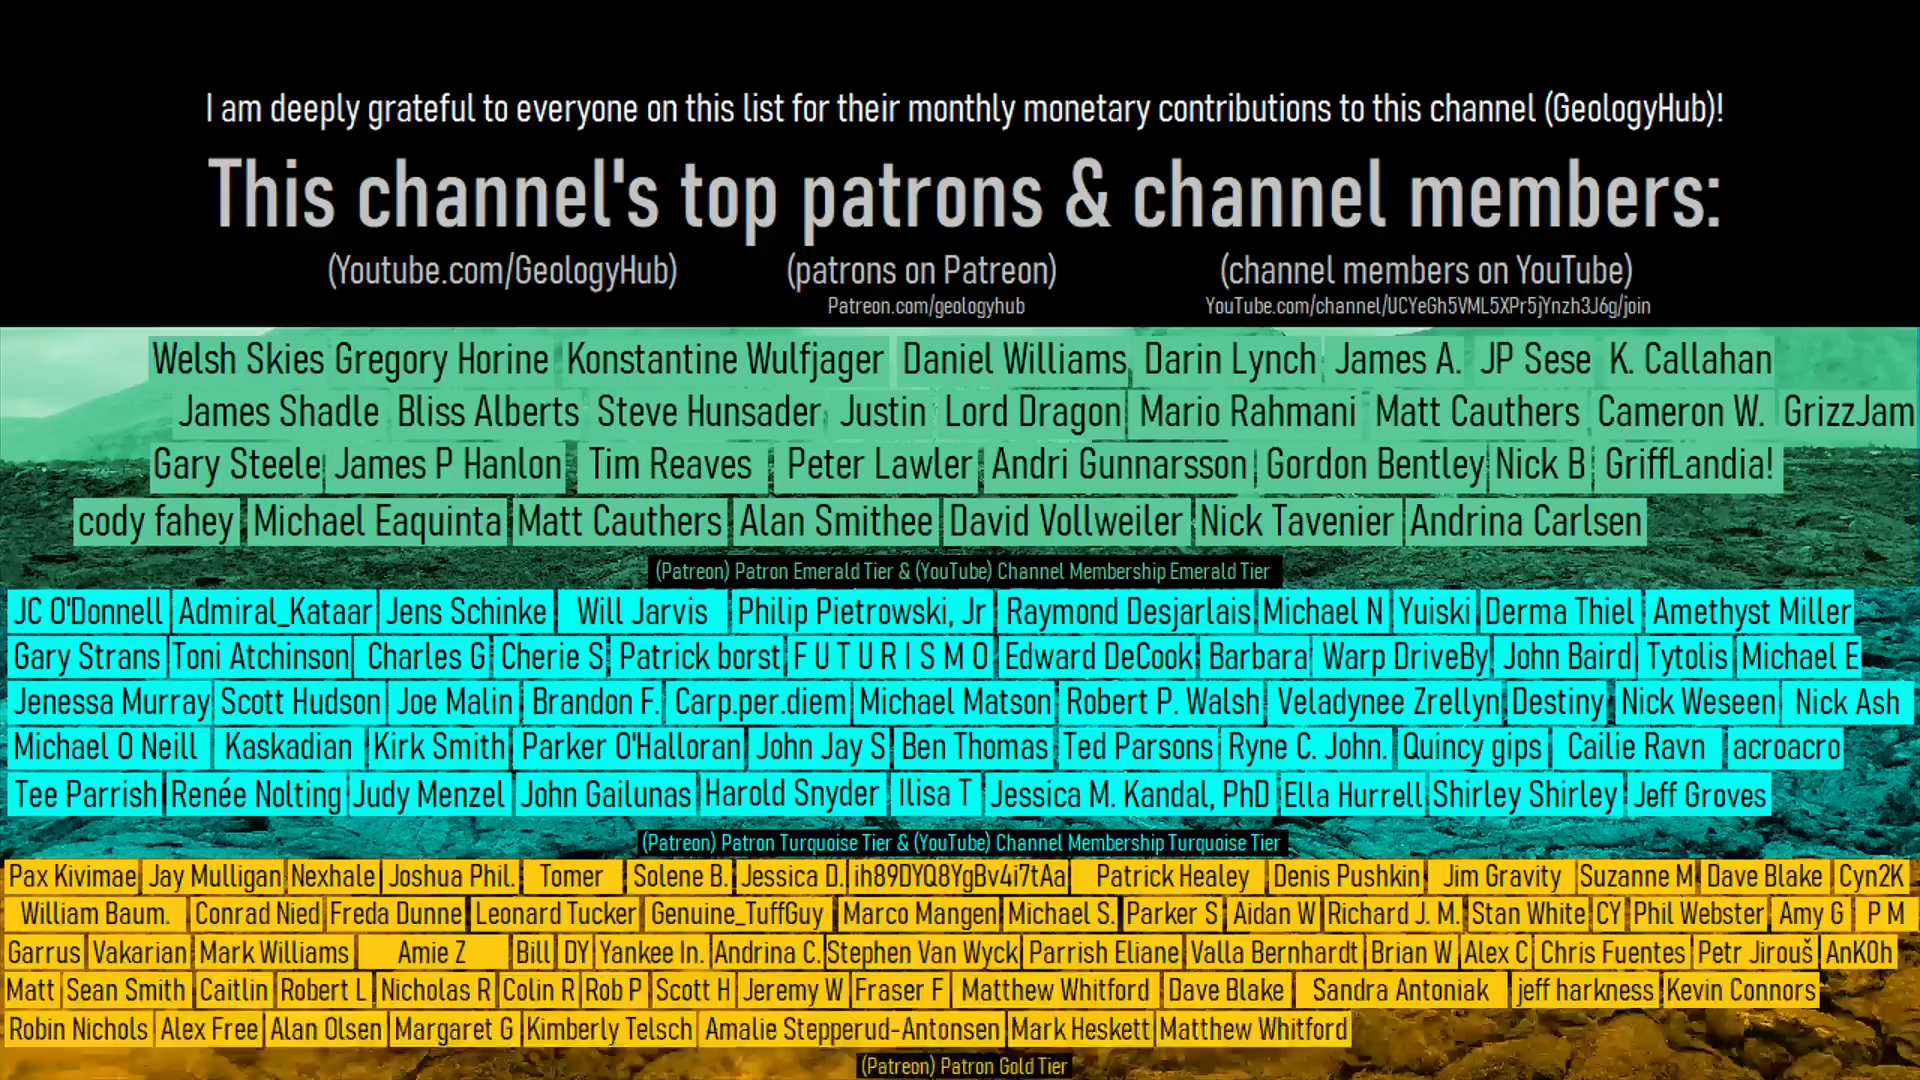 I am deeply grateful to everyone on this list for their monthly monetary contributions to this channel (GeologyHub)!
This channel's top patrons & channel members:
(Youtube.com/GeologyHub) (patrons on Patreon) (channel members on YouTube)
Patreon.com/geologyhub YouTube.com/channel/UCYeGh5VML5XPr5jYnzh3J6g/join
Welsh Skies Gregory Horine Konstantine Wulfjager Daniel Williams Darin Lynch James A. JP Sese K. Callahan
James Shadle Bliss Alberts Steve Hunsader Justin Lord Dragon Mario Rahmani Matt Cauthers Cameron W. GrizzJam
Gary Steele James P Hanlon Tim Reaves Peter Lawler Andri Gunnarsson Gordon Bentley Nick B GriffLandia!
cody fahey Michael Eaquinta Matt Cauthers Alan Smithee David Vollweiler Nick Tavenier Andrina Carlsen
(Patreon) Patron Emerald Tier & (YouTube) Channel Membership Emerald Tier
JC O'Donnell Admiral_Kataar Jens Schinke Will Jarvis Philip Pietrowski, Jr Raymond Desjarlais Michael N Yuiski Derma Thiel Amethyst Miller
Gary Strans Toni Atchinson Charles G Cherie S Patrick borst F U T U R I S M O Edward DeCook Barbara Warp DriveBy John Baird Tytolis Michael E
Jenessa Murray Scott Hudson Joe Malin Brandon F. Carp.per.diem Michael Matson Robert P. Walsh Veladynee Zrellyn Destiny Nick Weseen Nick Ash
Michael O Neill Kaskadian Kirk Smith Parker O'Halloran John Jay S Ben Thomas Ted Parsons Ryne C. John. Quincy gips Cailie Ravn acroacro
Tee Parrish Renée Nolting Judy Menzel John Gailunas Harold Snyder Ilisa T Jessica M. Kandal, PhD Ella Hurrell Shirley Shirley Jeff Groves
(Patreon) Patron Turquoise Tier & (YouTube) Channel Membership Turquoise Tier
Pax Kivimae Jay Mulligan Nexhale Joshua Phil. Tomer Solene B. Jessica D. ih89DYQ8YgBv4i7tAa Patrick Healey Denis Pushkin Jim Gravity Suzanne M Dave Blake Cyn2K
William Baum. Conrad Nied Freda Dunne Leonard Tucker Genuine_TuffGuy Marco Mangen Michael S. Parker S Aidan W Richard J. M. Stan White CY Phil Webster Amy G P M
Garrus Vakarian Mark Williams Amie Z Bill DY Yankee In. Andrina C. Stephen Van Wyck Parrish Eliane Valla Bernhardt Brian W Alex C Chris Fuentes Petr Jirouš AnK0h
Matt Sean Smith Caitlin Robert L Nicholas R Colin R Rob P Scott H Jeremy W Fraser F Matthew Whitford Dave Blake Sandra Antoniak jeff harkness Kevin Connors
Robin Nichols Alex Free Alan Olsen Margaret G Kimberly Telsch Amalie Stepperud-Antonsen Mark Heskett Matthew Whitford
(Patreon) Patron Gold Tier